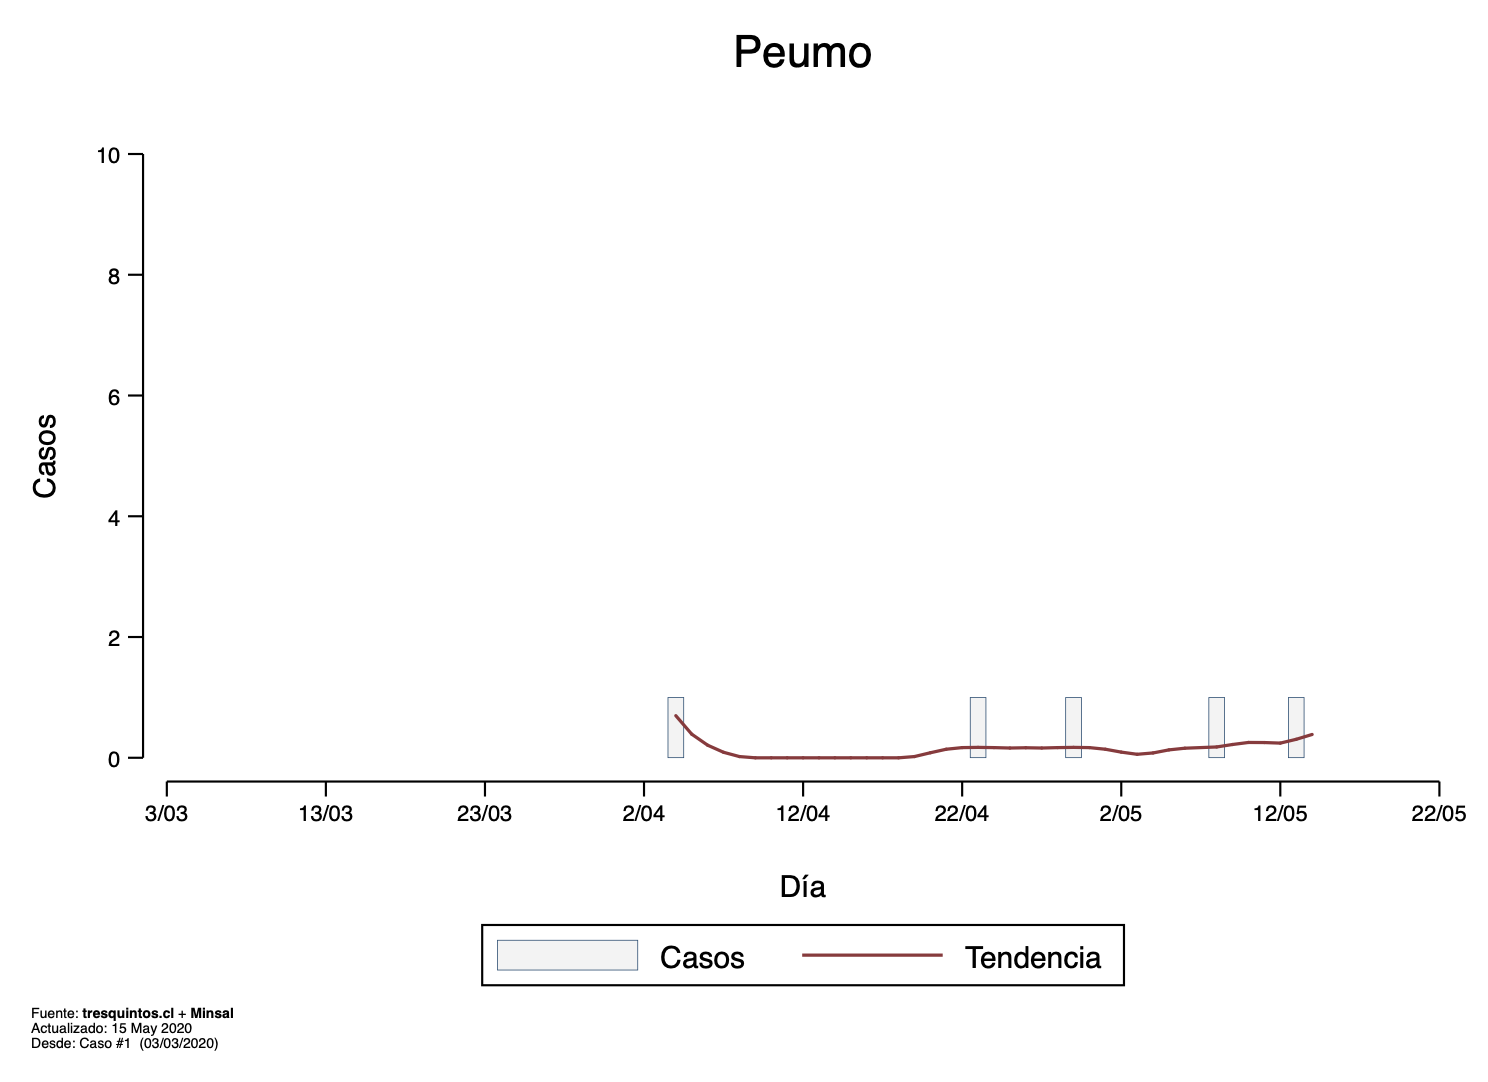 Peumo
10
8
6
4
2
0
Casos
3/03 13/03 23/03 2/04 12/04 22/04 2/05 12/05 22/05
Día
Casos Tendencia
Fuente: tresquintos.cl + Minsal
Actualizado: 15 May 2020
Desde: Caso #1 (03/03/2020)